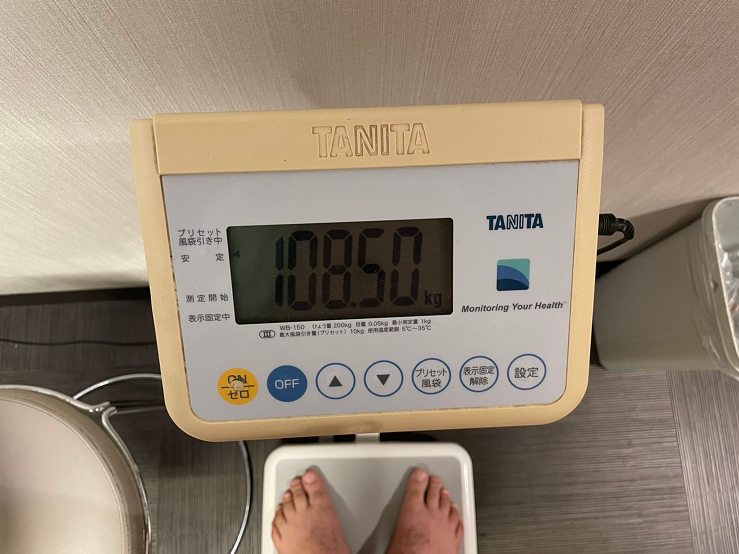 TANITA
TANITA
プリセット
風袋引き中
安定
測定開始
表示固定中
108.50 kg
Monitoring Your Health™
WB-150 ひょう量 200kg 目量 0.05kg 最小測定量 1kg
III 最大風袋引き量(プリセット) 10kg 使用温度範囲 5℃～35℃
ON
ゼロ
OFF
▲
▼
プリセット
風袋
表示固定
解除
設定